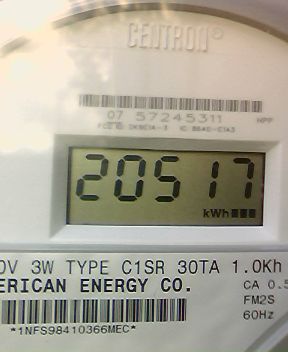 CENTRON®
07 57245311 NPP
20517
kWh
0V 3W TYPE C1SR 30TA 1.0Kh
ERICAN ENERGY CO.
CA 0.5
FM2S
60Hz
*1NFS98410366MEC*